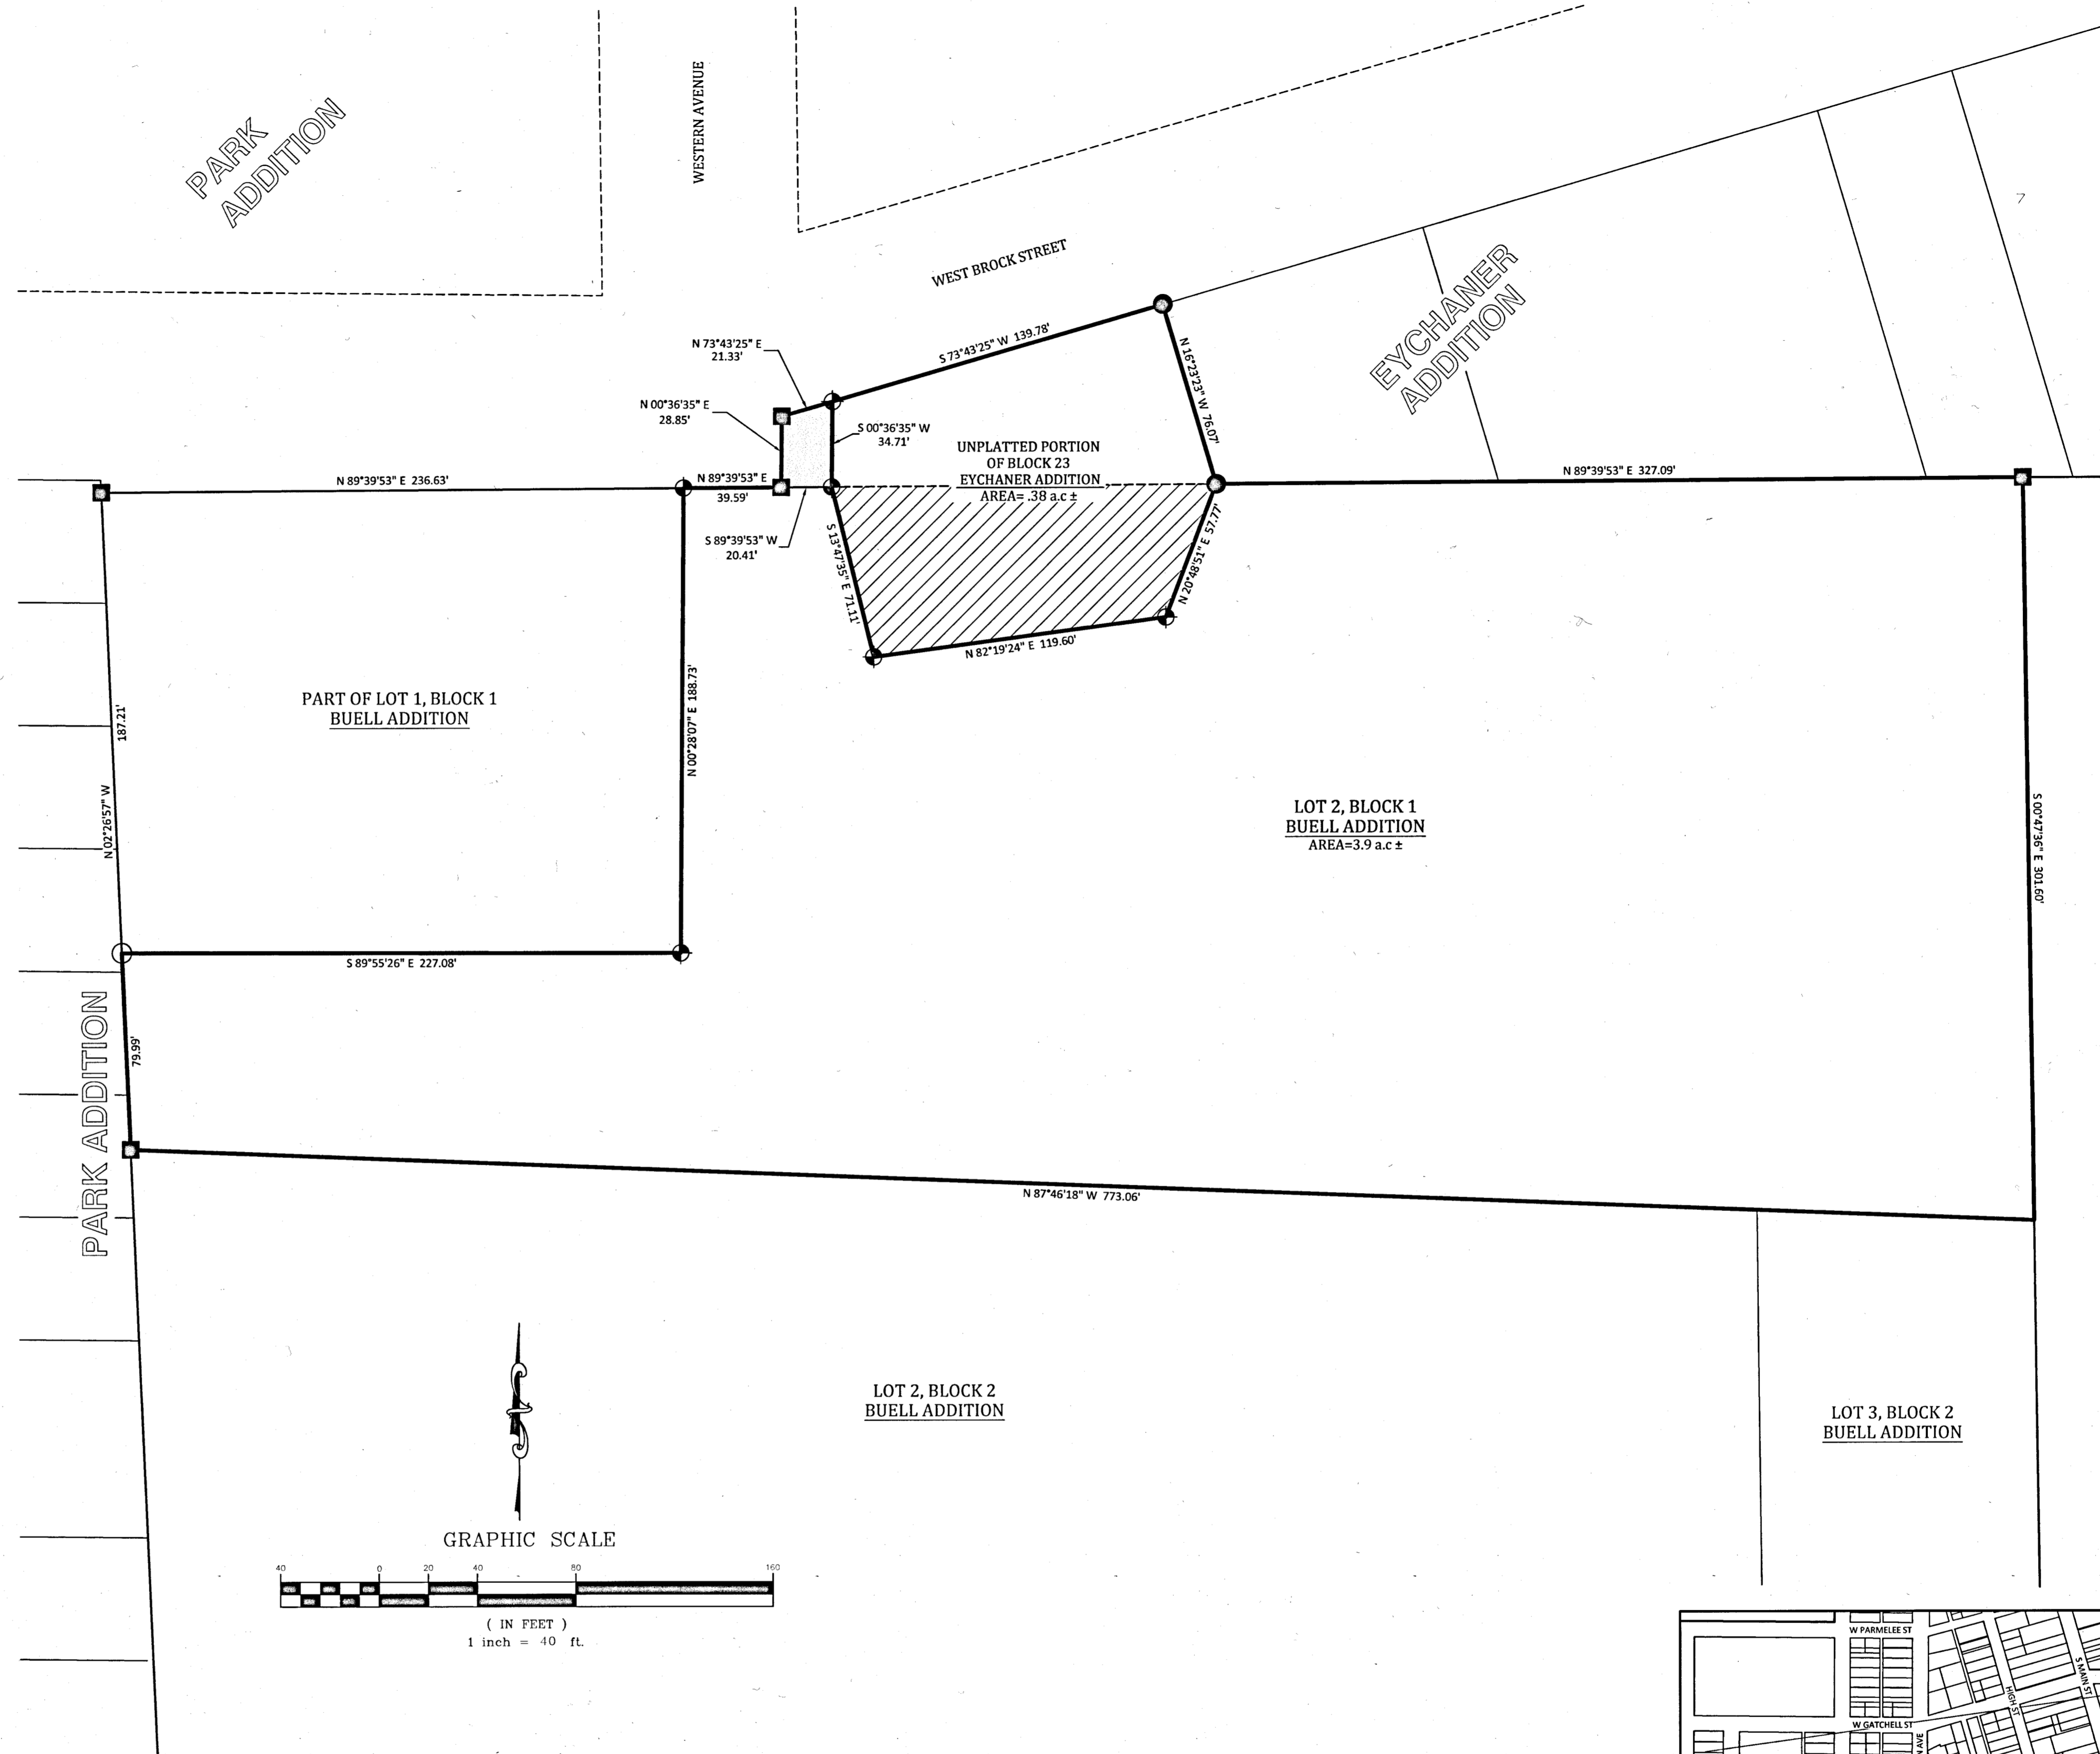 WESTERN AVENUE
PARK
ADDITION
WEST BROCK STREET
EYCHANER
ADDITION
N 73°43'25" E
21.33'
S 73°43'25" W 139.78'
N 16°23'23" W 76.07'
N 00°36'35" E
28.85'
S 00°36'35" W
34.71'
UNPLATTED PORTION
OF BLOCK 23
EYCHANER ADDITION
AREA= .38 a.c ±
N 89°39'53" E 236.63'
N 89°39'53" E
39.59'
N 89°39'53" E 327.09'
S 89°39'53" W
20.41'
S 13°47'35" E 71.11'
N 20°48'51" E 57.77'
N 82°19'24" E 119.60'
PART OF LOT 1, BLOCK 1
BUELL ADDITION
187.21'
N 02°26'57" W
N 00°28'07" E 188.73'
LOT 2, BLOCK 1
BUELL ADDITION
AREA=3.9 a.c ±
S 00°47'36" E 301.60'
S 89°55'26" E 227.08'
PARK ADDITION
79.99'
N 87°46'18" W 773.06'
LOT 2, BLOCK 2
BUELL ADDITION
LOT 3, BLOCK 2
BUELL ADDITION
GRAPHIC SCALE
40 0 20 40 80 160
( IN FEET )
1 inch = 40 ft.
W PARMELEE ST
S MAIN ST
HIGH ST
W GATCHELL ST
N AVE